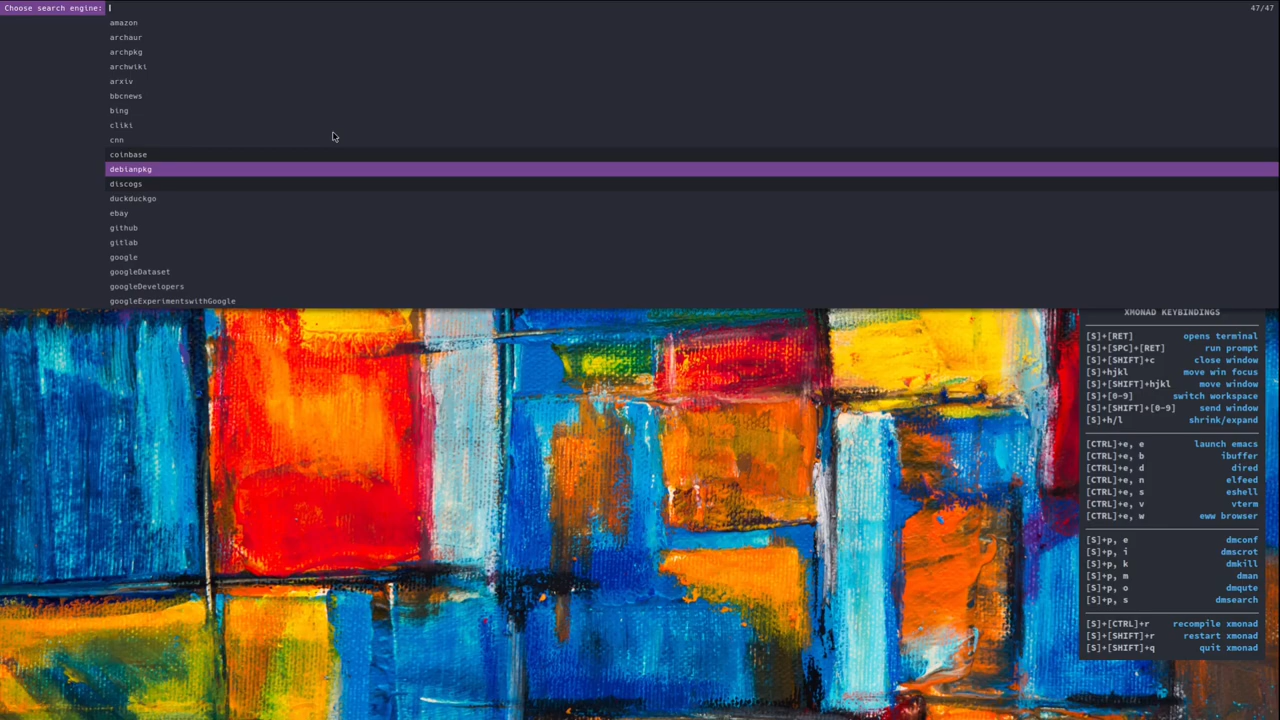 Choose search engine: 47/47
amazon
archaur
archpkg
archwiki
arxiv
bbcnews
bing
cliki
cnn
coinbase
debianpkg
discogs
duckduckgo
ebay
github
gitlab
google
googleDataset
googleDevelopers
googleExperimentswithGoogle
XMONAD KEYBINDINGS
[S]+[RET] opens terminal
[S]+[SPC]+[RET] run prompt
[S]+[SHIFT]+c close window
[S]+hjkl move win focus
[S]+[SHIFT]+hjkl move window
[S]+[0-9] switch workspace
[S]+[SHIFT]+[0-9] send window
[S]+h/l shrink/expand
[CTRL]+e, e launch emacs
[CTRL]+e, b ibuffer
[CTRL]+e, d dired
[CTRL]+e, n elfeed
[CTRL]+e, s eshell
[CTRL]+e, v vterm
[CTRL]+e, w eww browser
[S]+p, e dmconf
[S]+p, i dmscrot
[S]+p, k dmkill
[S]+p, m dman
[S]+p, o dmqute
[S]+p, s dmsearch
[S]+[CTRL]+r recompile xmonad
[S]+[SHIFT]+r restart xmonad
[S]+[SHIFT]+q quit xmonad